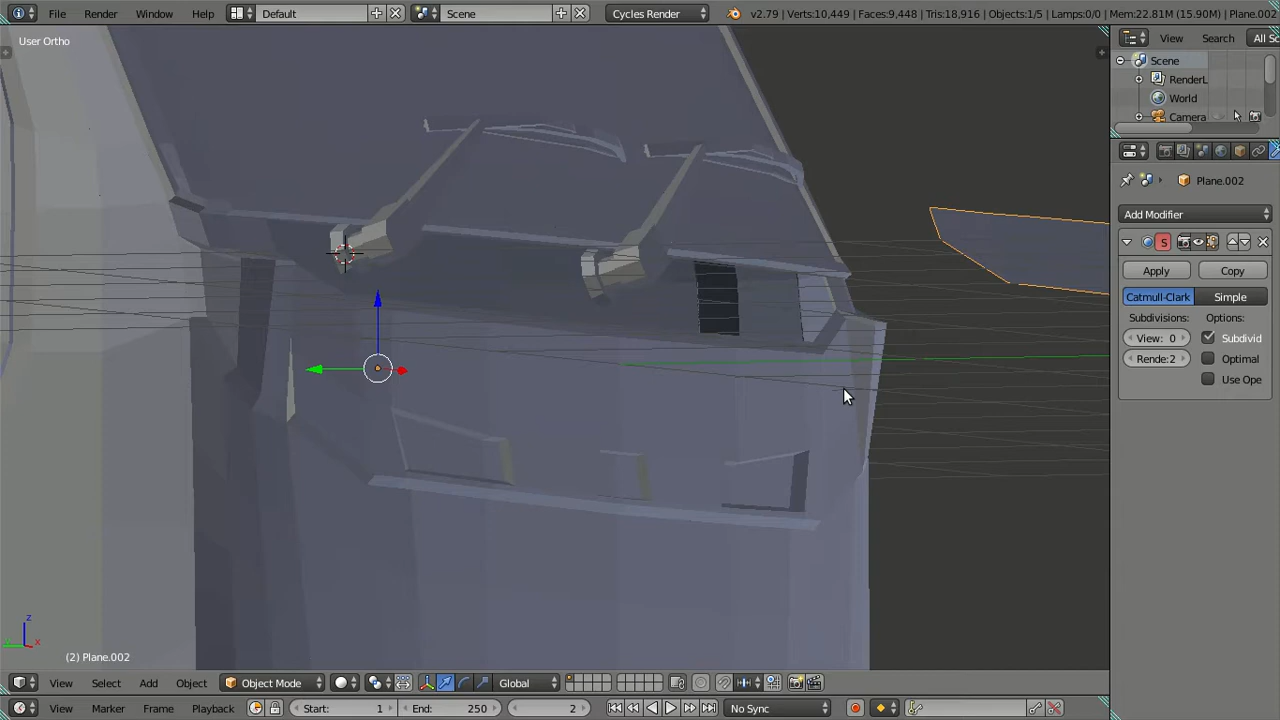 File Render Window Help Default Scene Cycles Render v2.79 | Verts:10,449 | Faces:9,448 | Tris:18,916 | Objects:1/5 | Lamps:0/0 | Mem:22.81M (15.90M) | Plane.002
User Ortho
View Search All Sc
Scene
RenderL
World
Camera
Plane.002
Add Modifier
S
Apply Copy
Catmull-Clark Simple
Subdivisions: Options:
View: 0 Subdivid
Rende:2 Optimal
Use Ope
z
x
(2) Plane.002
View Select Add Object Object Mode Global
View Marker Frame Playback Start: 1 End: 250 2 No Sync